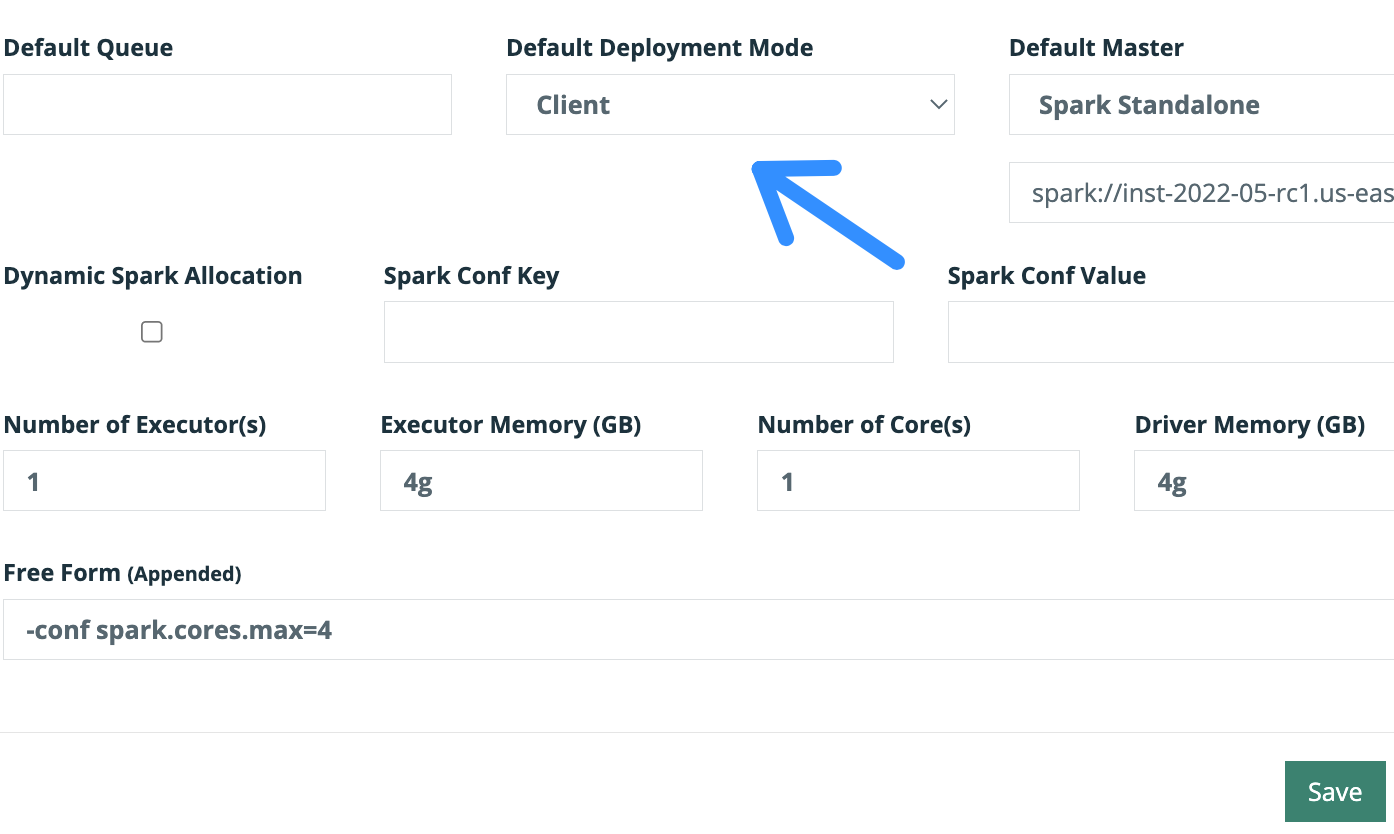 Default Queue
Default Deployment Mode
Default Master
Client
Spark Standalone
spark://inst-2022-05-rc1.us-eas
Dynamic Spark Allocation
Spark Conf Key
Spark Conf Value
Number of Executor(s)
Executor Memory (GB)
Number of Core(s)
Driver Memory (GB)
1
4g
1
4g
Free Form (Appended)
-conf spark.cores.max=4
Save